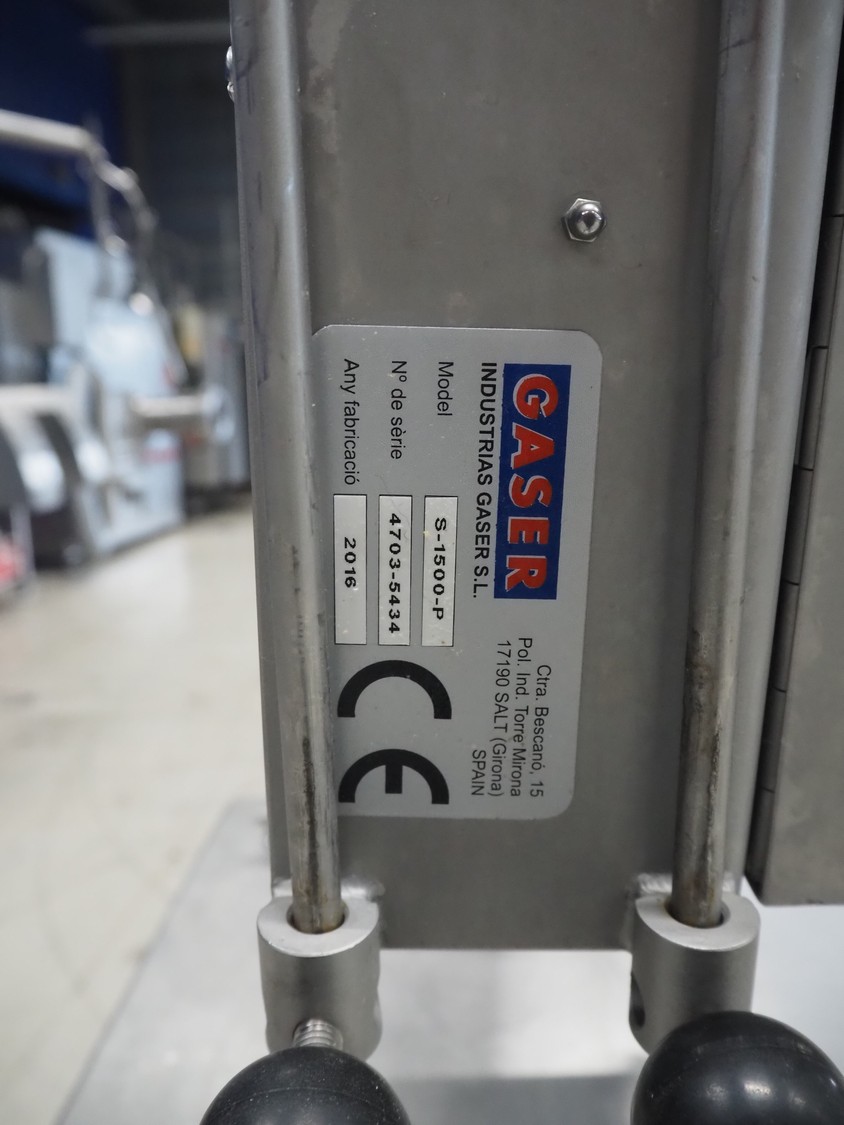 GASER
INDUSTRIAS GASER S.L.
Ctra. Bescanó, 15
Pol. Ind. Torre Mirona
17190 SALT (Girona)
SPAIN
Model S-1500-P
Nº de sèrie 4703-5434
Any fabricació 2016
CE